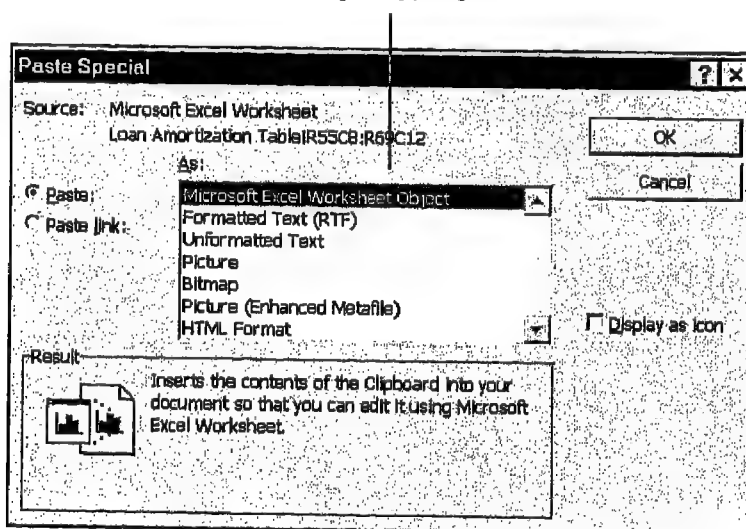 Paste Special
? ×
Source: Microsoft Excel Worksheet
Loan Amortization Table!R55C8:R69C12
As:
Paste:
Paste link:
Microsoft Excel Worksheet Object
Formatted Text (RTF)
Unformatted Text
Picture
Bitmap
Picture (Enhanced Metafile)
HTML Format
OK
Cancel
Display as icon
Result
Inserts the contents of the Clipboard into your
document so that you can edit it using Microsoft
Excel Worksheet.